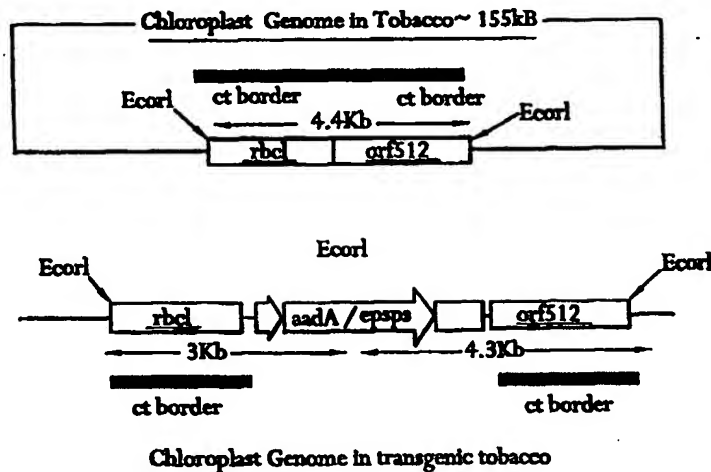 Chloroplast Genome in Tobacco~ 155kB
ct border ct border
EcorI EcorI
4.4Kb
rbcl orf512
EcorI
EcorI EcorI
rbcl aadA/epsps orf512
3Kb 4.3Kb
ct border ct border
Chloroplast Genome in transgenic tobacco